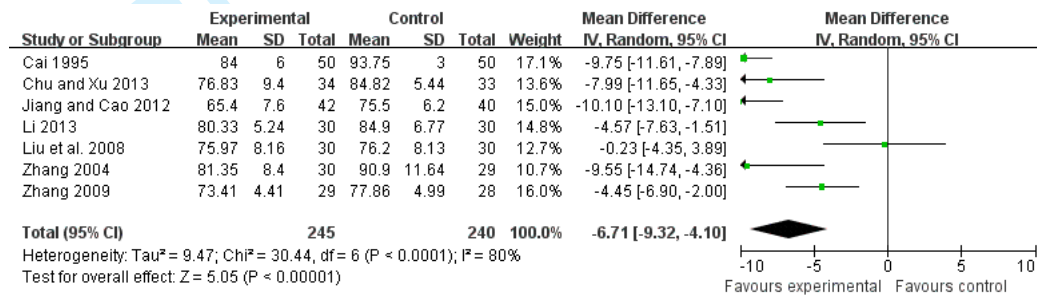 Experimental Control Mean Difference Mean Difference
Study or Subgroup Mean SD Total Mean SD Total Weight IV, Random, 95% CI IV, Random, 95% CI
Cai 1995 84 6 50 93.75 3 50 17.1% -9.75 [-11.61, -7.89]
Chu and Xu 2013 76.83 9.4 34 84.82 5.44 33 13.6% -7.99 [-11.65, -4.33]
Jiang and Cao 2012 65.4 7.6 42 75.5 6.2 40 15.0% -10.10 [-13.10, -7.10]
Li 2013 80.33 5.24 30 84.9 6.77 30 14.8% -4.57 [-7.63, -1.51]
Liu et al. 2008 75.97 8.16 30 76.2 8.13 30 12.7% -0.23 [-4.35, 3.89]
Zhang 2004 81.35 8.4 30 90.9 11.64 29 10.7% -9.55 [-14.74, -4.36]
Zhang 2009 73.41 4.41 29 77.86 4.99 28 16.0% -4.45 [-6.90, -2.00]
Total (95% CI) 245 240 100.0% -6.71 [-9.32, -4.10]
Heterogeneity: Tau² = 9.47; Chi² = 30.44, df = 6 (P < 0.0001); I² = 80%
Test for overall effect: Z = 5.05 (P < 0.00001)
-10 -5 0 5 10
Favours experimental Favours control